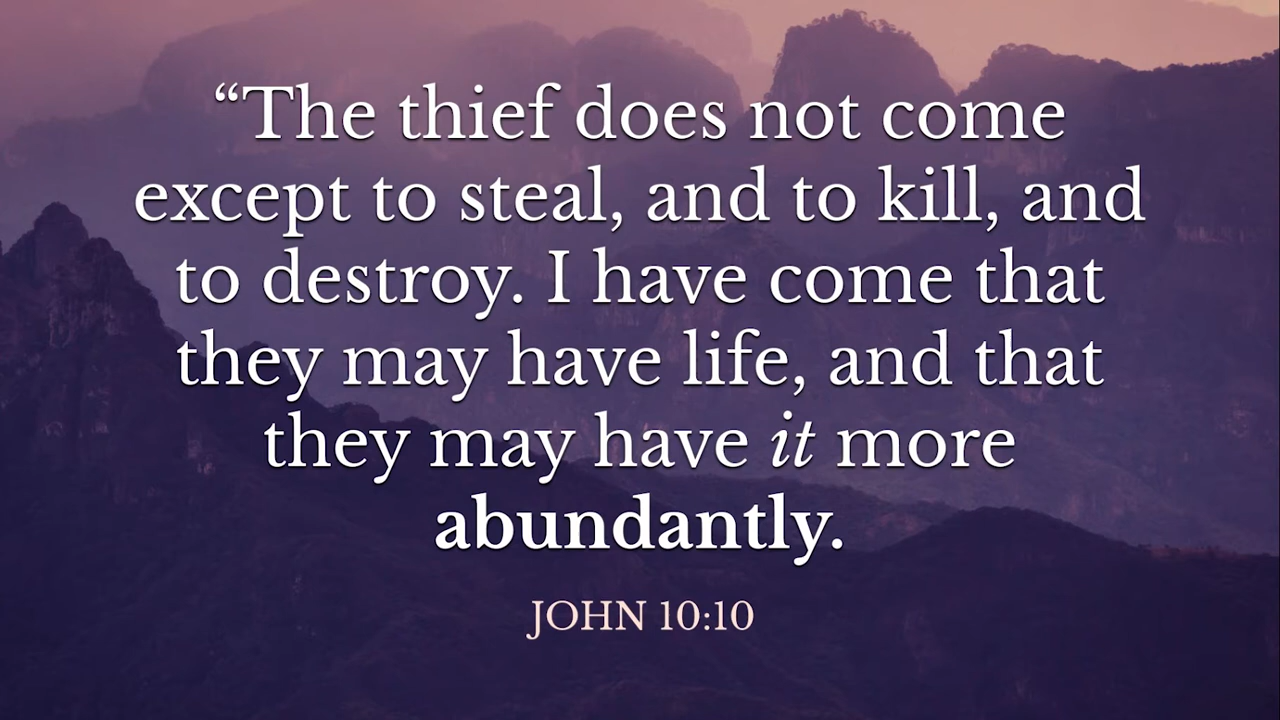 “The thief does not come
except to steal, and to kill, and
to destroy. I have come that
they may have life, and that
they may have it more
abundantly.
JOHN 10:10